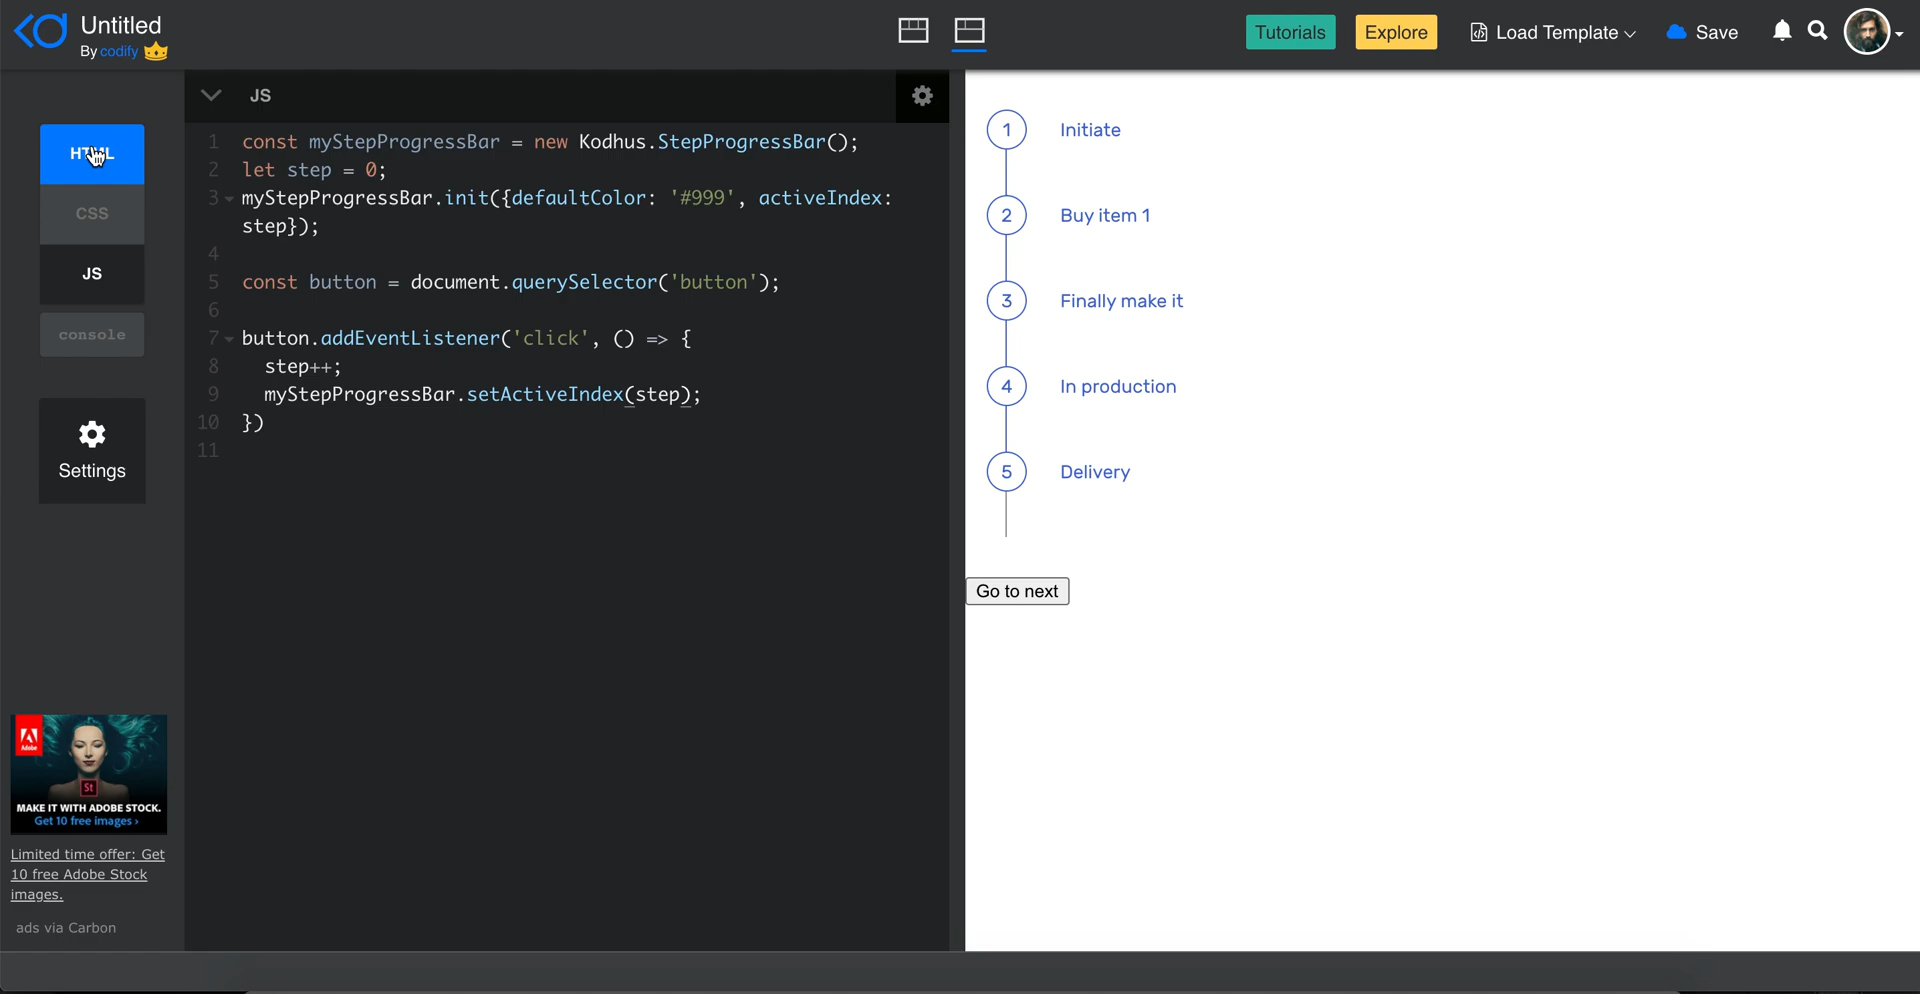 Untitled
By codify
Tutorials
Explore
Load Template
Save
HTML
CSS
JS
console
Settings
JS
1 const myStepProgressBar = new Kodhus.StepProgressBar();
2 let step = 0;
3 myStepProgressBar.init({defaultColor: '#999', activeIndex:
step});
4
5 const button = document.querySelector('button');
6
7 button.addEventListener('click', () => {
8 step++;
9 myStepProgressBar.setActiveIndex(step);
10 })
11
1 Initiate
2 Buy item 1
3 Finally make it
4 In production
5 Delivery
Go to next
Adobe
St
MAKE IT WITH ADOBE STOCK.
Get 10 free images ›
Limited time offer: Get
10 free Adobe Stock
images.
ads via Carbon